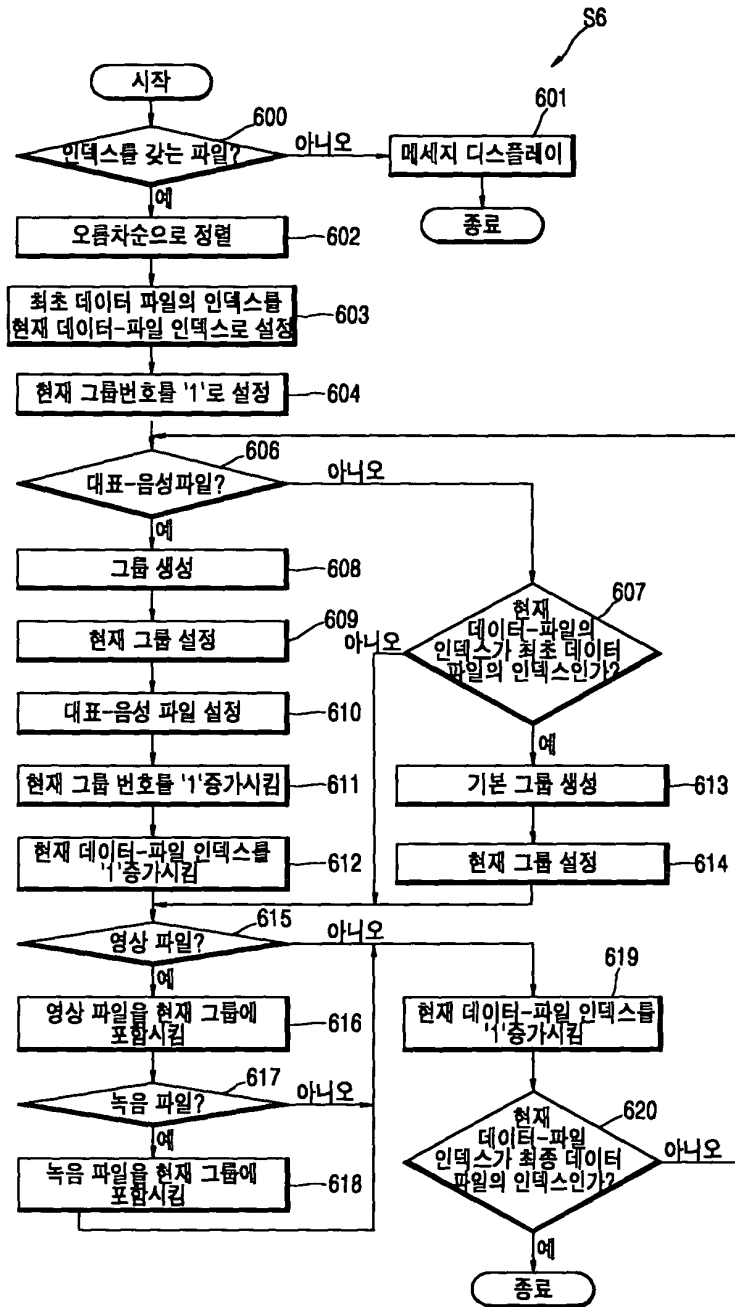 S6
시작
600
인덱스를 갖는 파일?
아니오
601
메세지 디스플레이
예
종료
오름차순으로 정렬
602
최초 데이터 파일의 인덱스를
현재 데이터-파일 인덱스로 설정
603
현재 그룹번호를 '1'로 설정
604
606
대표-음성파일?
아니오
예
그룹 생성
608
607
현재
데이터-파일의
인덱스가 최초 데이터
파일의 인덱스인가?
아니오
609
현재 그룹 설정
대표-음성 파일 설정
610
예
현재 그룹 번호를 '1'증가시킴
611
기본 그룹 생성
613
현재 데이터-파일 인덱스를
'1'증가시킴
612
현재 그룹 설정
614
615
영상 파일?
아니오
예
619
현재 데이터-파일 인덱스를
'1'증가시킴
영상 파일을 현재 그룹에
포함시킴
616
617
녹음 파일?
아니오
예
620
현재
데이터-파일
인덱스가 최종 데이터
파일의 인덱스인가?
아니오
녹음 파일을 현재 그룹에
포함시킴
618
예
종료